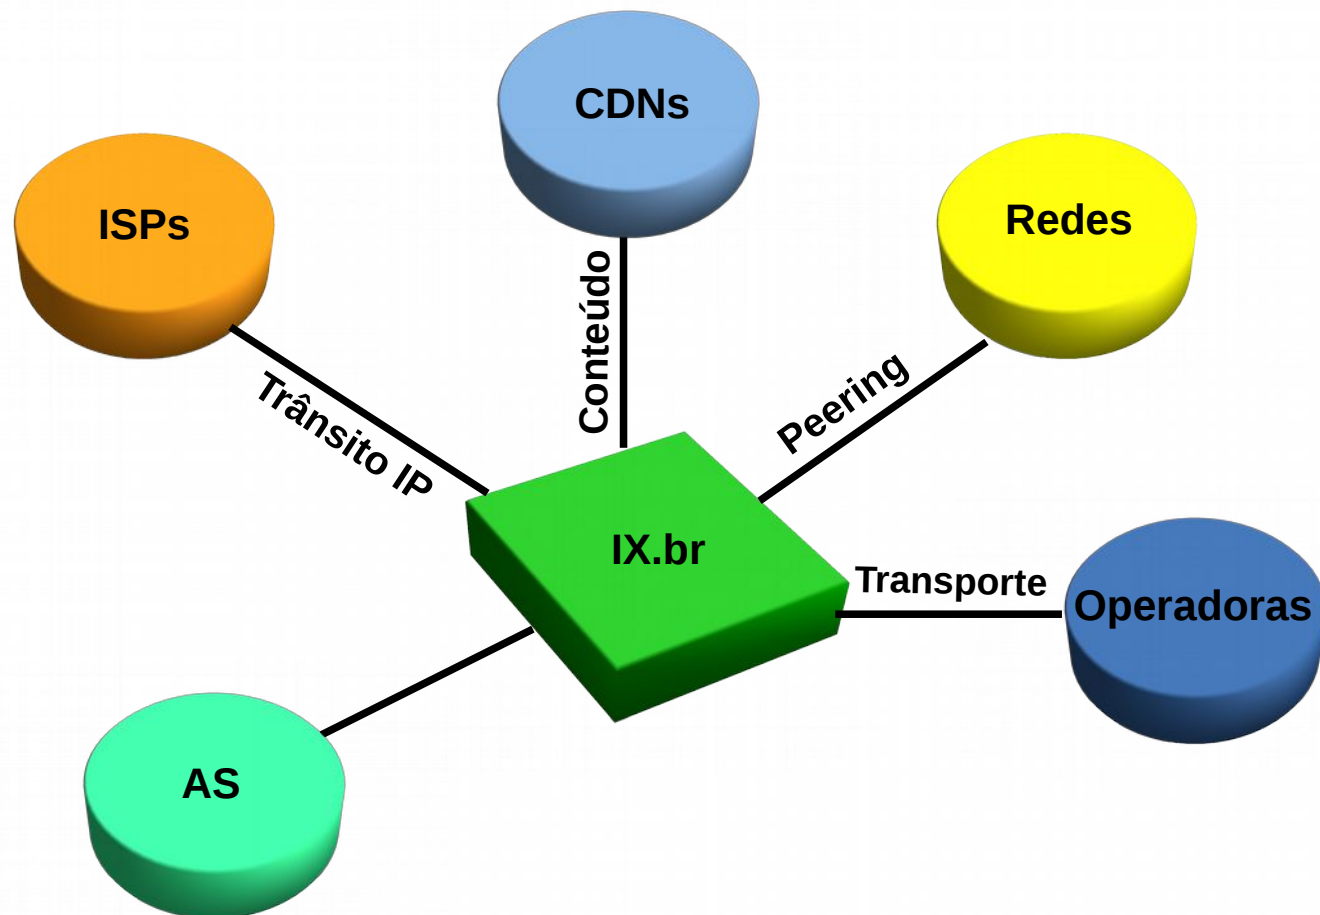 CDNs
ISPs
Redes
Conteúdo
Peering
Trânsito IP
IX.br
Transporte
Operadoras
AS